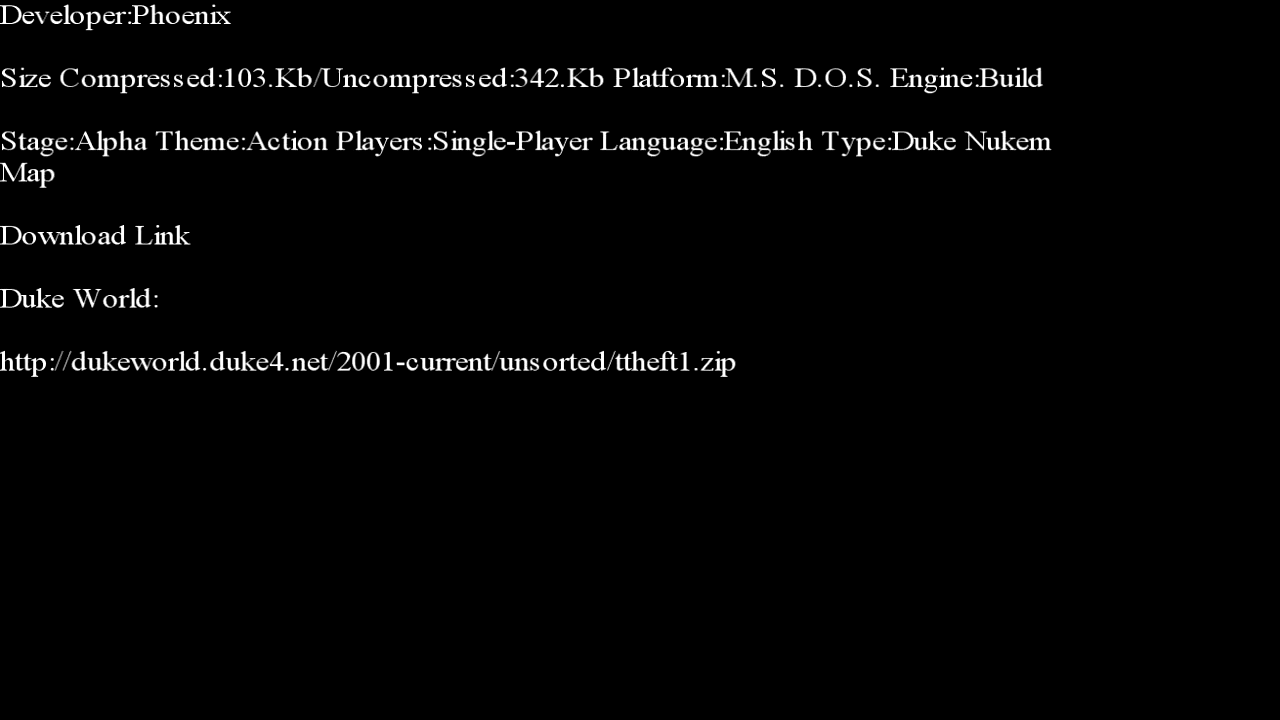 Developer:Phoenix
Size Compressed:103.Kb/Uncompressed:342.Kb Platform:M.S. D.O.S. Engine:Build
Stage:Alpha Theme:Action Players:Single-Player Language:English Type:Duke Nukem
Map
Download Link
Duke World:
http://dukeworld.duke4.net/2001-current/unsorted/ttheft1.zip